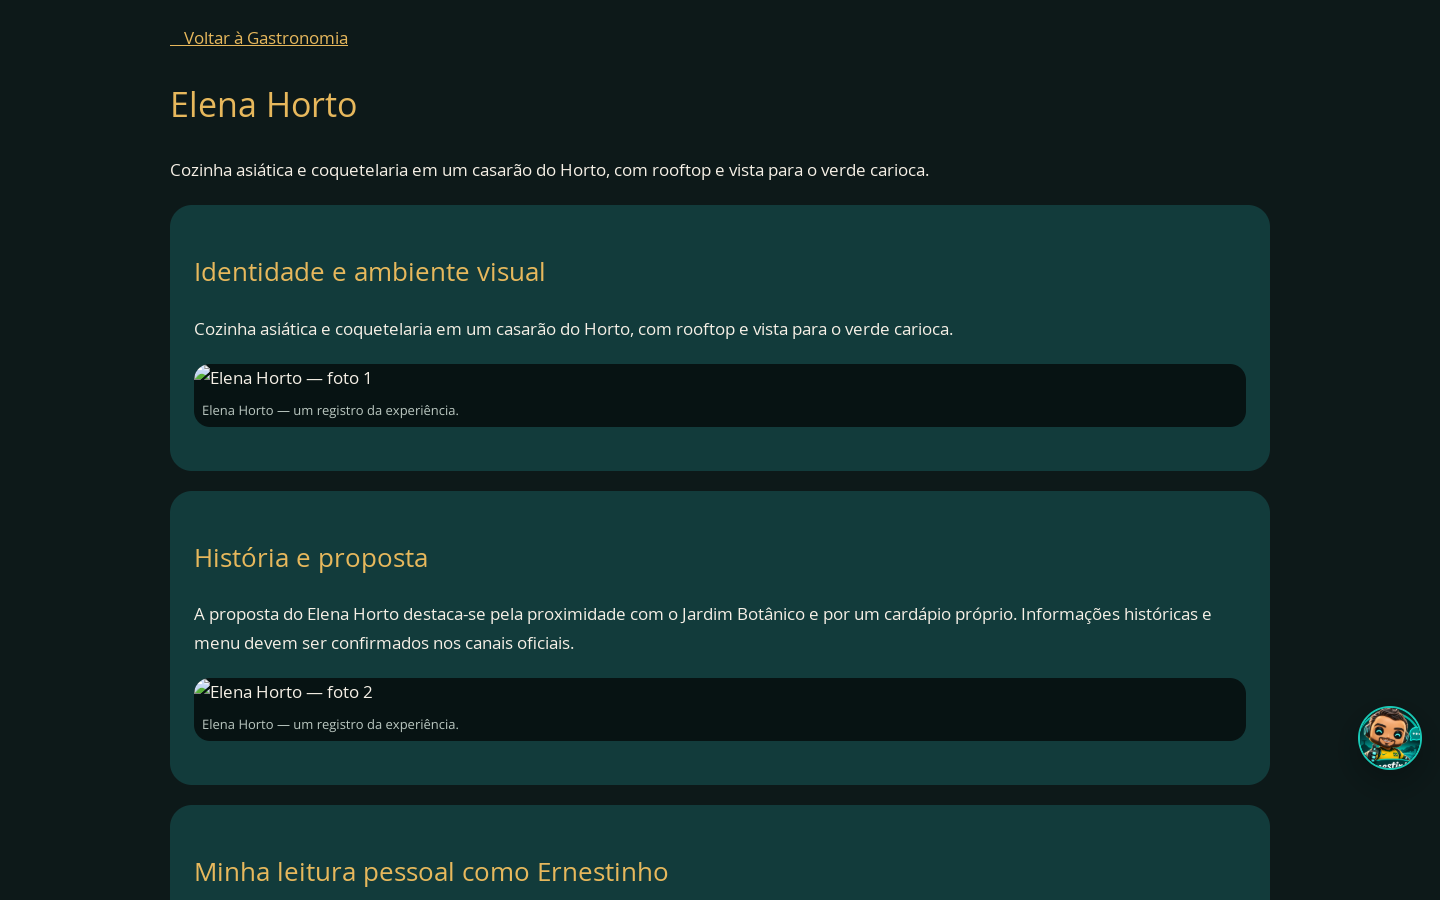 Voltar à Gastronomia
Elena Horto
Cozinha asiática e coquetelaria em um casarão do Horto, com rooftop e vista para o verde carioca.
Identidade e ambiente visual
Cozinha asiática e coquetelaria em um casarão do Horto, com rooftop e vista para o verde carioca.
Elena Horto — foto 1
Elena Horto — um registro da experiência.
História e proposta
A proposta do Elena Horto destaca-se pela proximidade com o Jardim Botânico e por um cardápio próprio. Informações históricas e
menu devem ser confirmados nos canais oficiais.
Elena Horto — foto 2
Elena Horto — um registro da experiência.
Minha leitura pessoal como Ernestinho